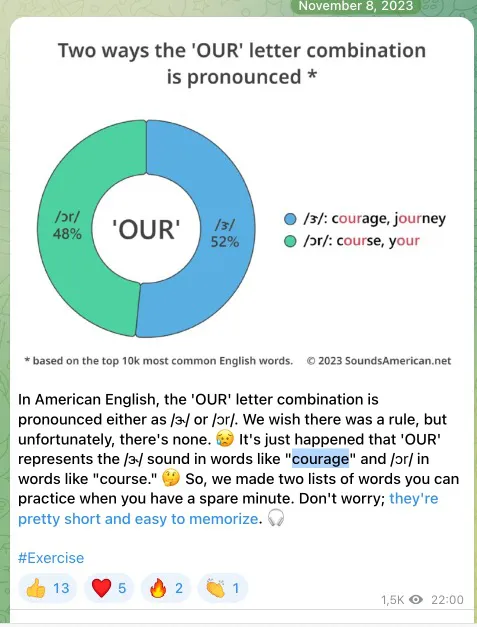 November 8, 2023
Two ways the 'OUR' letter combination
is pronounced *
/ɔr/
48%
'OUR'
/ɝ/
52%
/ɝ/: courage, journey
/ɔr/: course, your
* based on the top 10k most common English words. © 2023 SoundsAmerican.net
In American English, the 'OUR' letter combination is
pronounced either as /ɝ/ or /ɔr/. We wish there was a rule, but
unfortunately, there's none. 😥 It's just happened that 'OUR'
represents the /ɝ/ sound in words like "courage" and /ɔr/ in
words like "course." 🤔 So, we made two lists of words you can
practice when you have a spare minute. Don't worry; they're
pretty short and easy to memorize. 🎧
#Exercise
👍 13 ❤️ 5 🔥 2 👏 1
1,5K 22:00